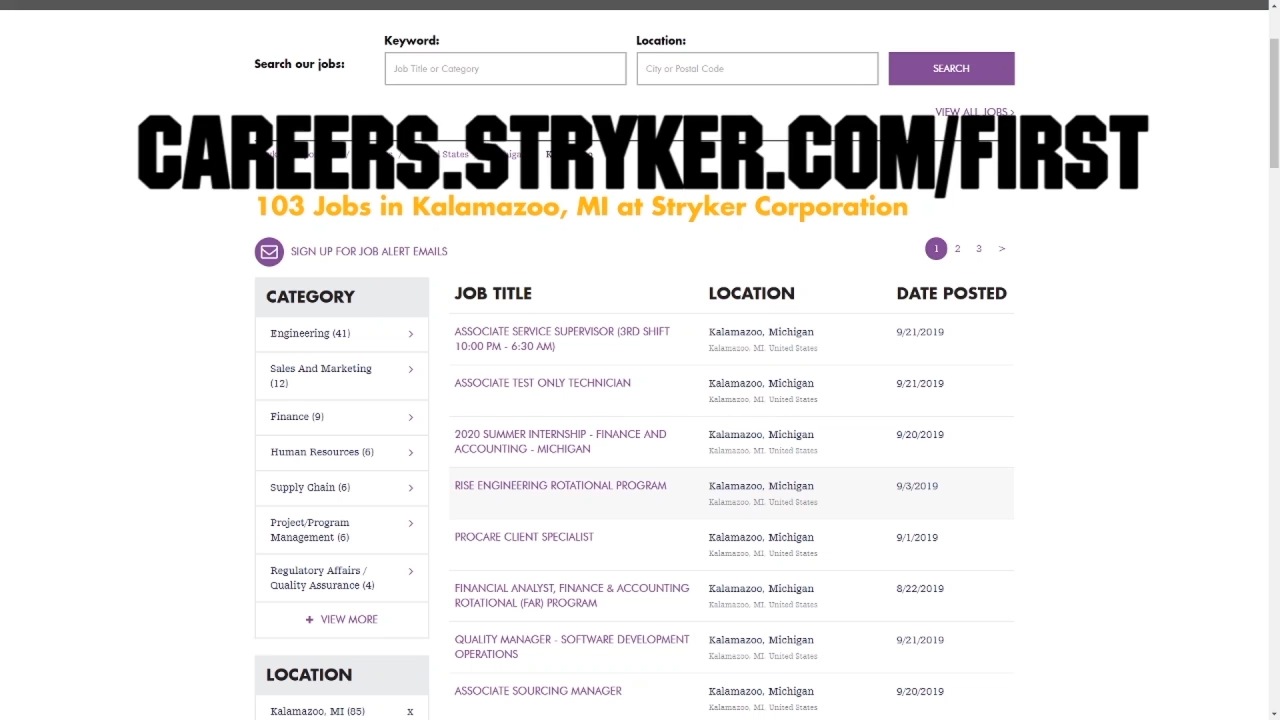 Keyword:
Location:
Search our jobs:
Job Title or Category
City or Postal Code
SEARCH
VIEW ALL JOBS >
CAREERS.STRYKER.COM/FIRST
103 Jobs in Kalamazoo, MI at Stryker Corporation
SIGN UP FOR JOB ALERT EMAILS
1 2 3 >
CATEGORY
Engineering (41)
Sales And Marketing
(12)
Finance (9)
Human Resources (6)
Supply Chain (6)
Project/Program
Management (6)
Regulatory Affairs /
Quality Assurance (4)
+ VIEW MORE
LOCATION
Kalamazoo, MI (85) x
JOB TITLE LOCATION DATE POSTED
ASSOCIATE SERVICE SUPERVISOR (3RD SHIFT
10:00 PM - 6:30 AM)
Kalamazoo, Michigan
Kalamazoo, MI, United States
9/21/2019
ASSOCIATE TEST ONLY TECHNICIAN
Kalamazoo, Michigan
Kalamazoo, MI, United States
9/21/2019
2020 SUMMER INTERNSHIP - FINANCE AND
ACCOUNTING - MICHIGAN
Kalamazoo, Michigan
Kalamazoo, MI, United States
9/20/2019
RISE ENGINEERING ROTATIONAL PROGRAM
Kalamazoo, Michigan
Kalamazoo, MI, United States
9/3/2019
PROCARE CLIENT SPECIALIST
Kalamazoo, Michigan
Kalamazoo, MI, United States
9/1/2019
FINANCIAL ANALYST, FINANCE & ACCOUNTING
ROTATIONAL (FAR) PROGRAM
Kalamazoo, Michigan
Kalamazoo, MI, United States
8/22/2019
QUALITY MANAGER - SOFTWARE DEVELOPMENT
OPERATIONS
Kalamazoo, Michigan
Kalamazoo, MI, United States
9/21/2019
ASSOCIATE SOURCING MANAGER
Kalamazoo, Michigan
Kalamazoo, MI, United States
9/20/2019